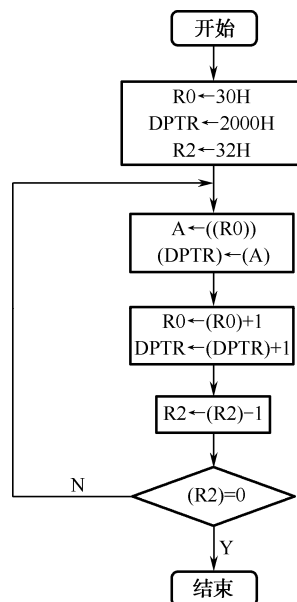 开始
R0←30H
DPTR←2000H
R2←32H
A←((R0))
(DPTR)←(A)
R0←(R0)+1
DPTR←(DPTR)+1
R2←(R2)−1
N
(R2)=0
Y
结束